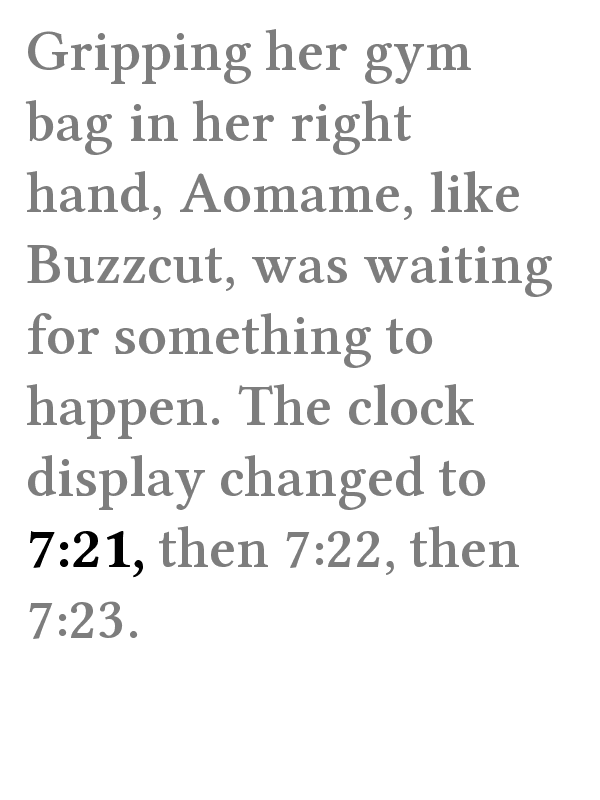 Gripping her gym
bag in her right
hand, Aomame, like
Buzzcut, was waiting
for something to
happen. The clock
display changed to
7:21, then 7:22, then
7:23.